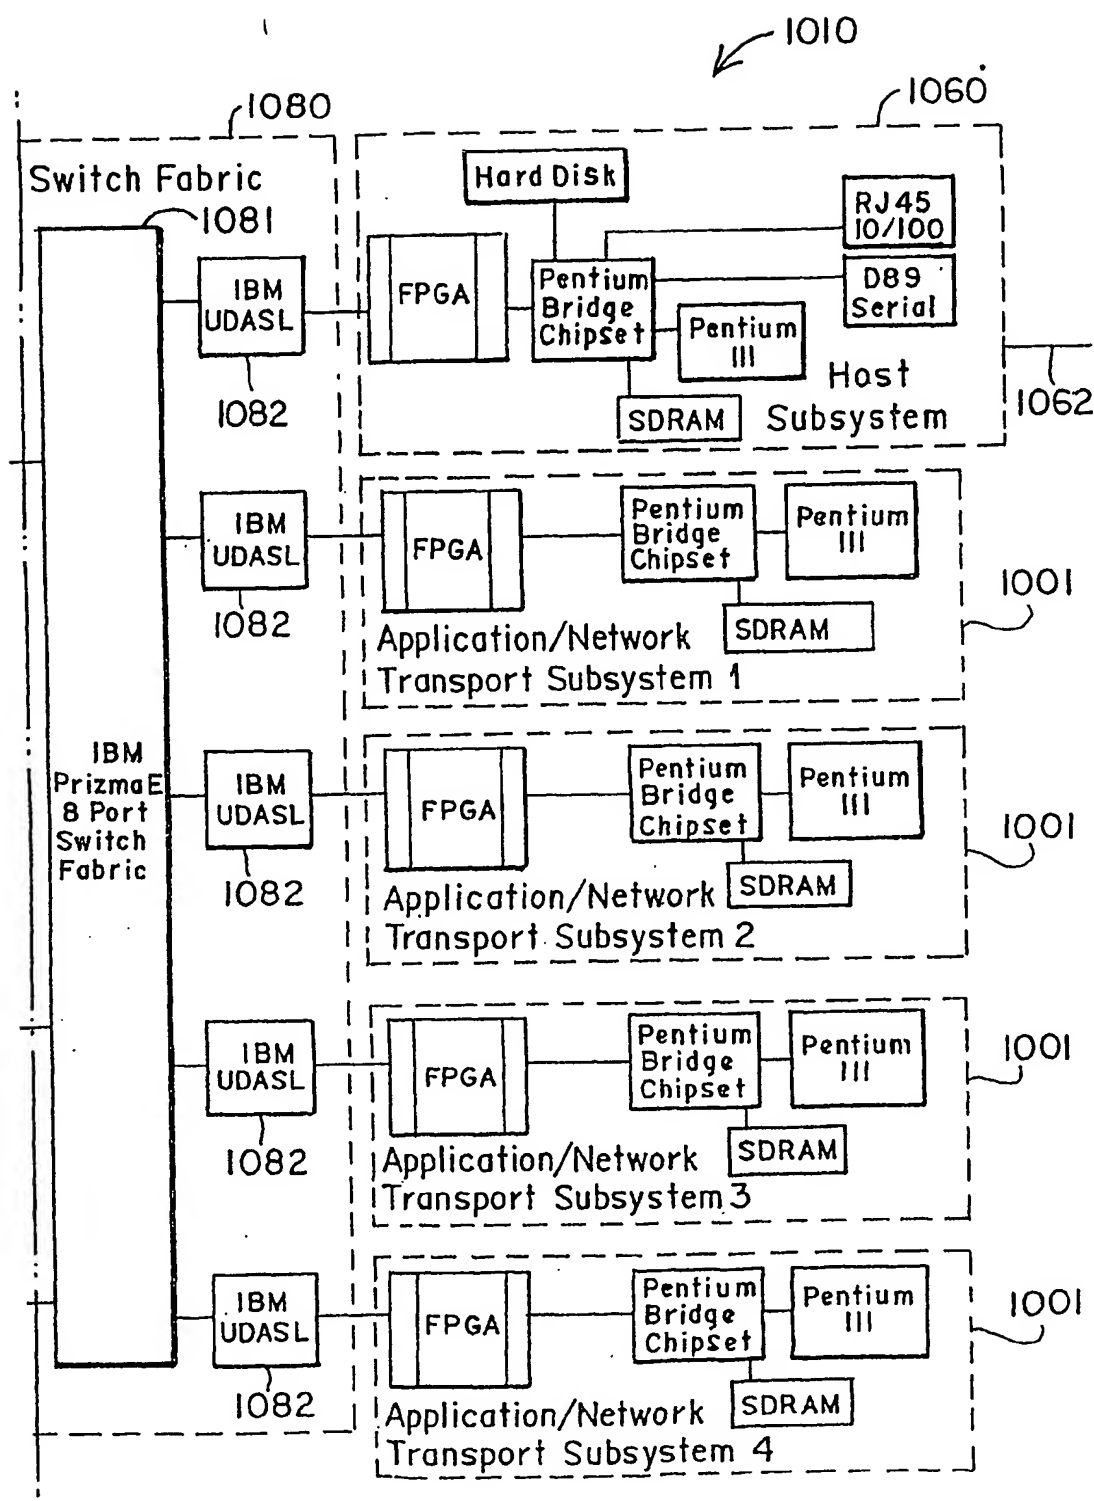 1010
1080
1060
Switch Fabric
1081
Hard Disk
RJ45
10/100
IBM
UDASL
FPGA
Pentium
Bridge
Chipset
D89
Serial
Pentium
III
1082
SDRAM
Host
Subsystem
1062
IBM
UDASL
FPGA
Pentium
Bridge
Chipset
Pentium
III
1082
SDRAM
1001
Application/Network
Transport Subsystem 1
IBM
PrizmaE
8 Port
Switch
Fabric
IBM
UDASL
FPGA
Pentium
Bridge
Chipset
Pentium
III
1082
SDRAM
1001
Application/Network
Transport Subsystem 2
IBM
UDASL
FPGA
Pentium
Bridge
Chipset
Pentium
III
1001
1082
SDRAM
Application/Network
Transport Subsystem 3
IBM
UDASL
FPGA
Pentium
Bridge
Chipset
Pentium
III
1001
1082
SDRAM
Application/Network
Transport Subsystem 4